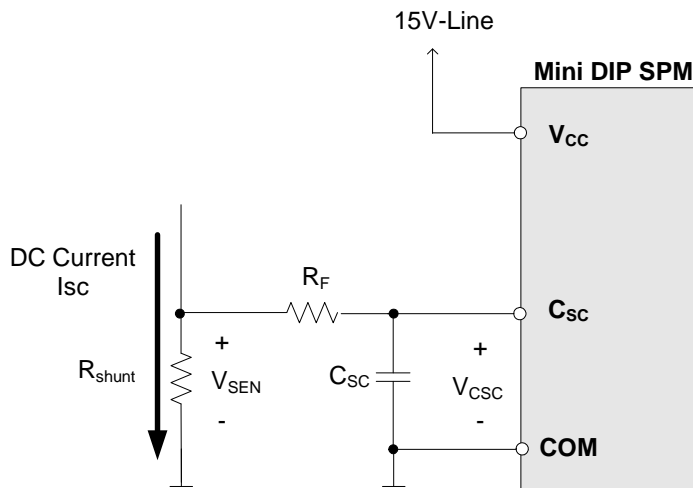 15V-Line
Mini DIP SPM
VCC
DC Current
Isc
RF
CSC
+
+
Rshunt
VSEN
CSC
VCSC
-
-
COM